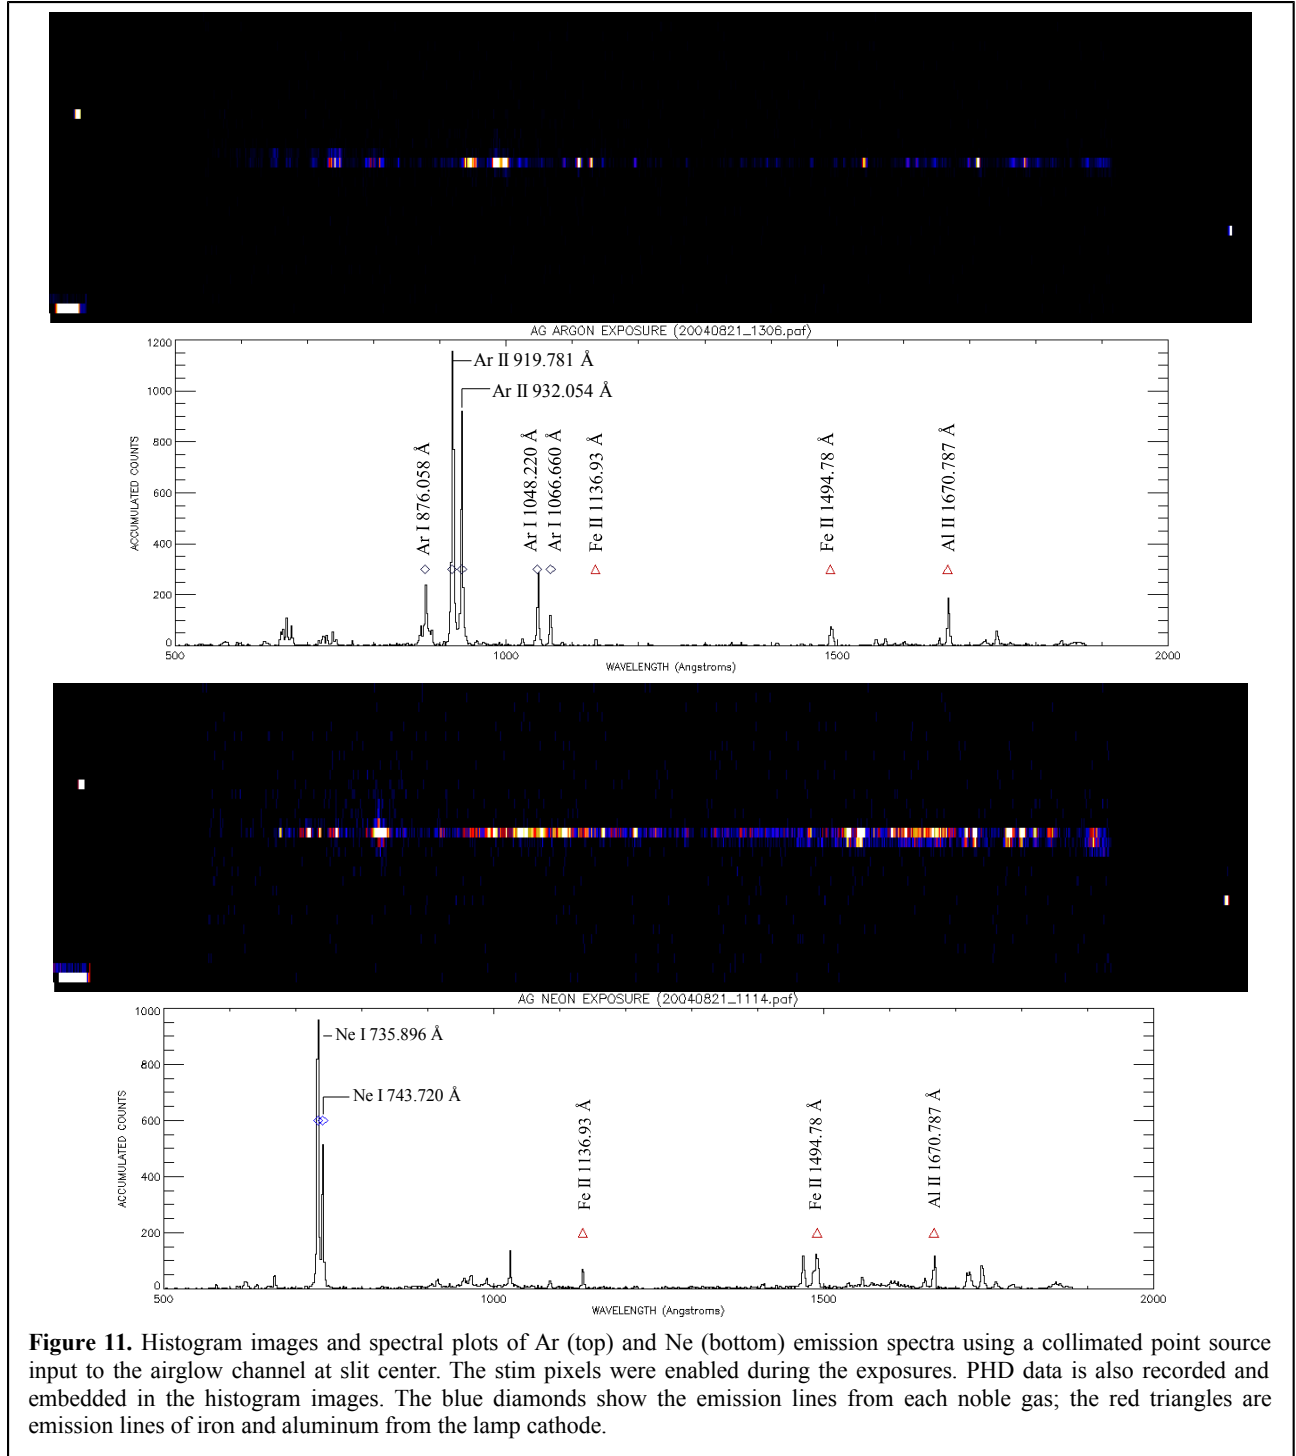 AG ARGON EXPOSURE (20040821_1306.paf)
1200
1000
800
600
400
200
0
ACCUMULATED COUNTS
Ar II 919.781 Å
Ar II 932.054 Å
Ar I 876.058 Å
Ar I 1048.220 Å
Ar I 1066.660 Å
Fe II 1136.93 Å
Fe II 1494.78 Å
Al II 1670.787 Å
500 1000 1500 2000
WAVELENGTH (Angstroms)
AG NEON EXPOSURE (20040821_1114.paf)
1000
800
600
400
200
0
ACCUMULATED COUNTS
Ne I 735.896 Å
Ne I 743.720 Å
Fe II 1136.93 Å
Fe II 1494.78 Å
Al II 1670.787 Å
500 1000 1500 2000
WAVELENGTH (Angstroms)
Figure 11. Histogram images and spectral plots of Ar (top) and Ne (bottom) emission spectra using a collimated point source
input to the airglow channel at slit center. The stim pixels were enabled during the exposures. PHD data is also recorded and
embedded in the histogram images. The blue diamonds show the emission lines from each noble gas; the red triangles are
emission lines of iron and aluminum from the lamp cathode.